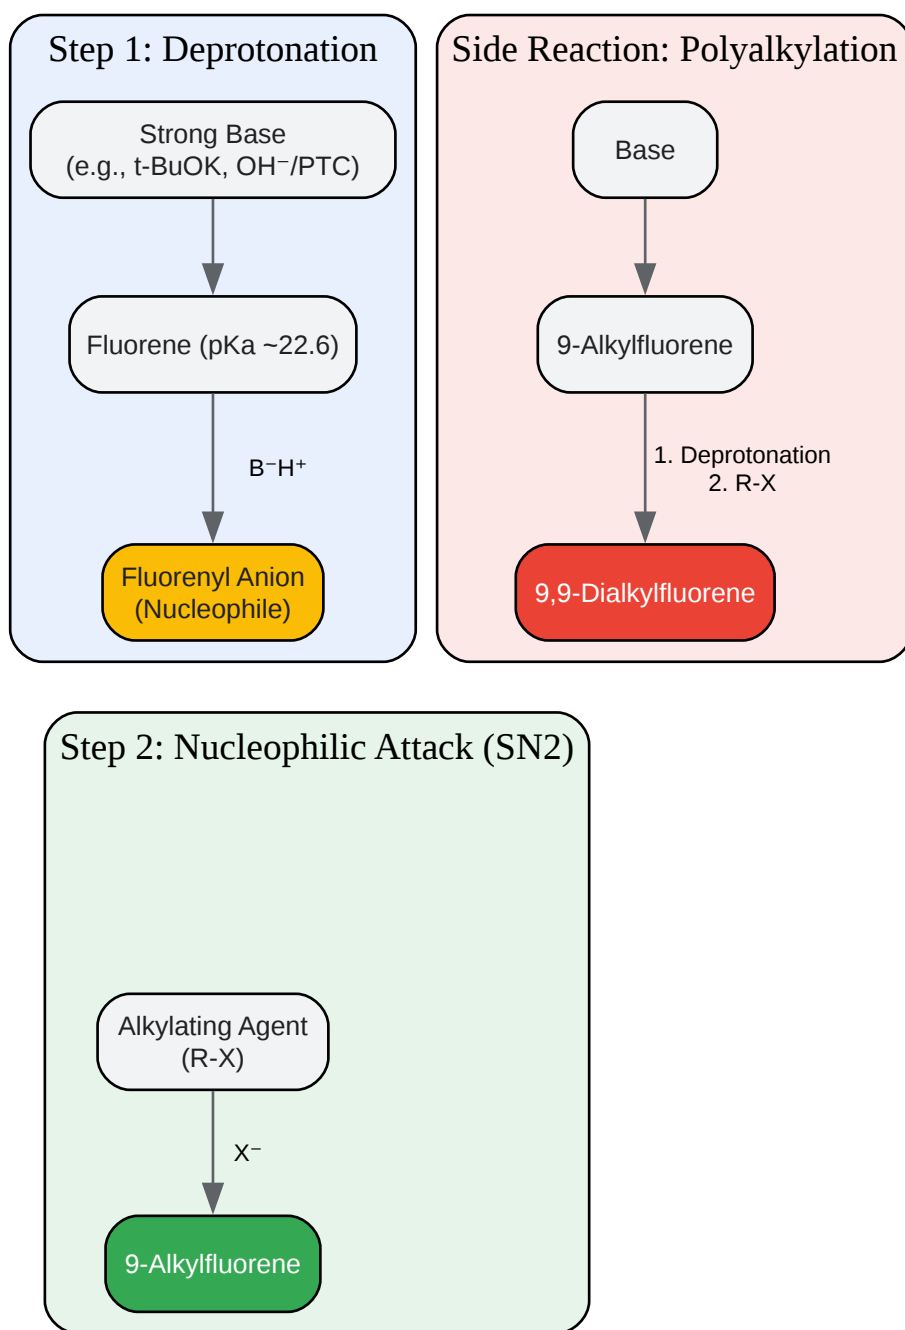 Step 1: Deprotonation
Strong Base
(e.g., t-BuOK, OH⁻/PTC)
Fluorene (pKa ~22.6)
B⁻H⁺
Fluorenyl Anion
(Nucleophile)
Side Reaction: Polyalkylation
Base
9-Alkylfluorene
1. Deprotonation
2. R-X
9,9-Dialkylfluorene
Step 2: Nucleophilic Attack (SN2)
Alkylating Agent
(R-X)
X⁻
9-Alkylfluorene